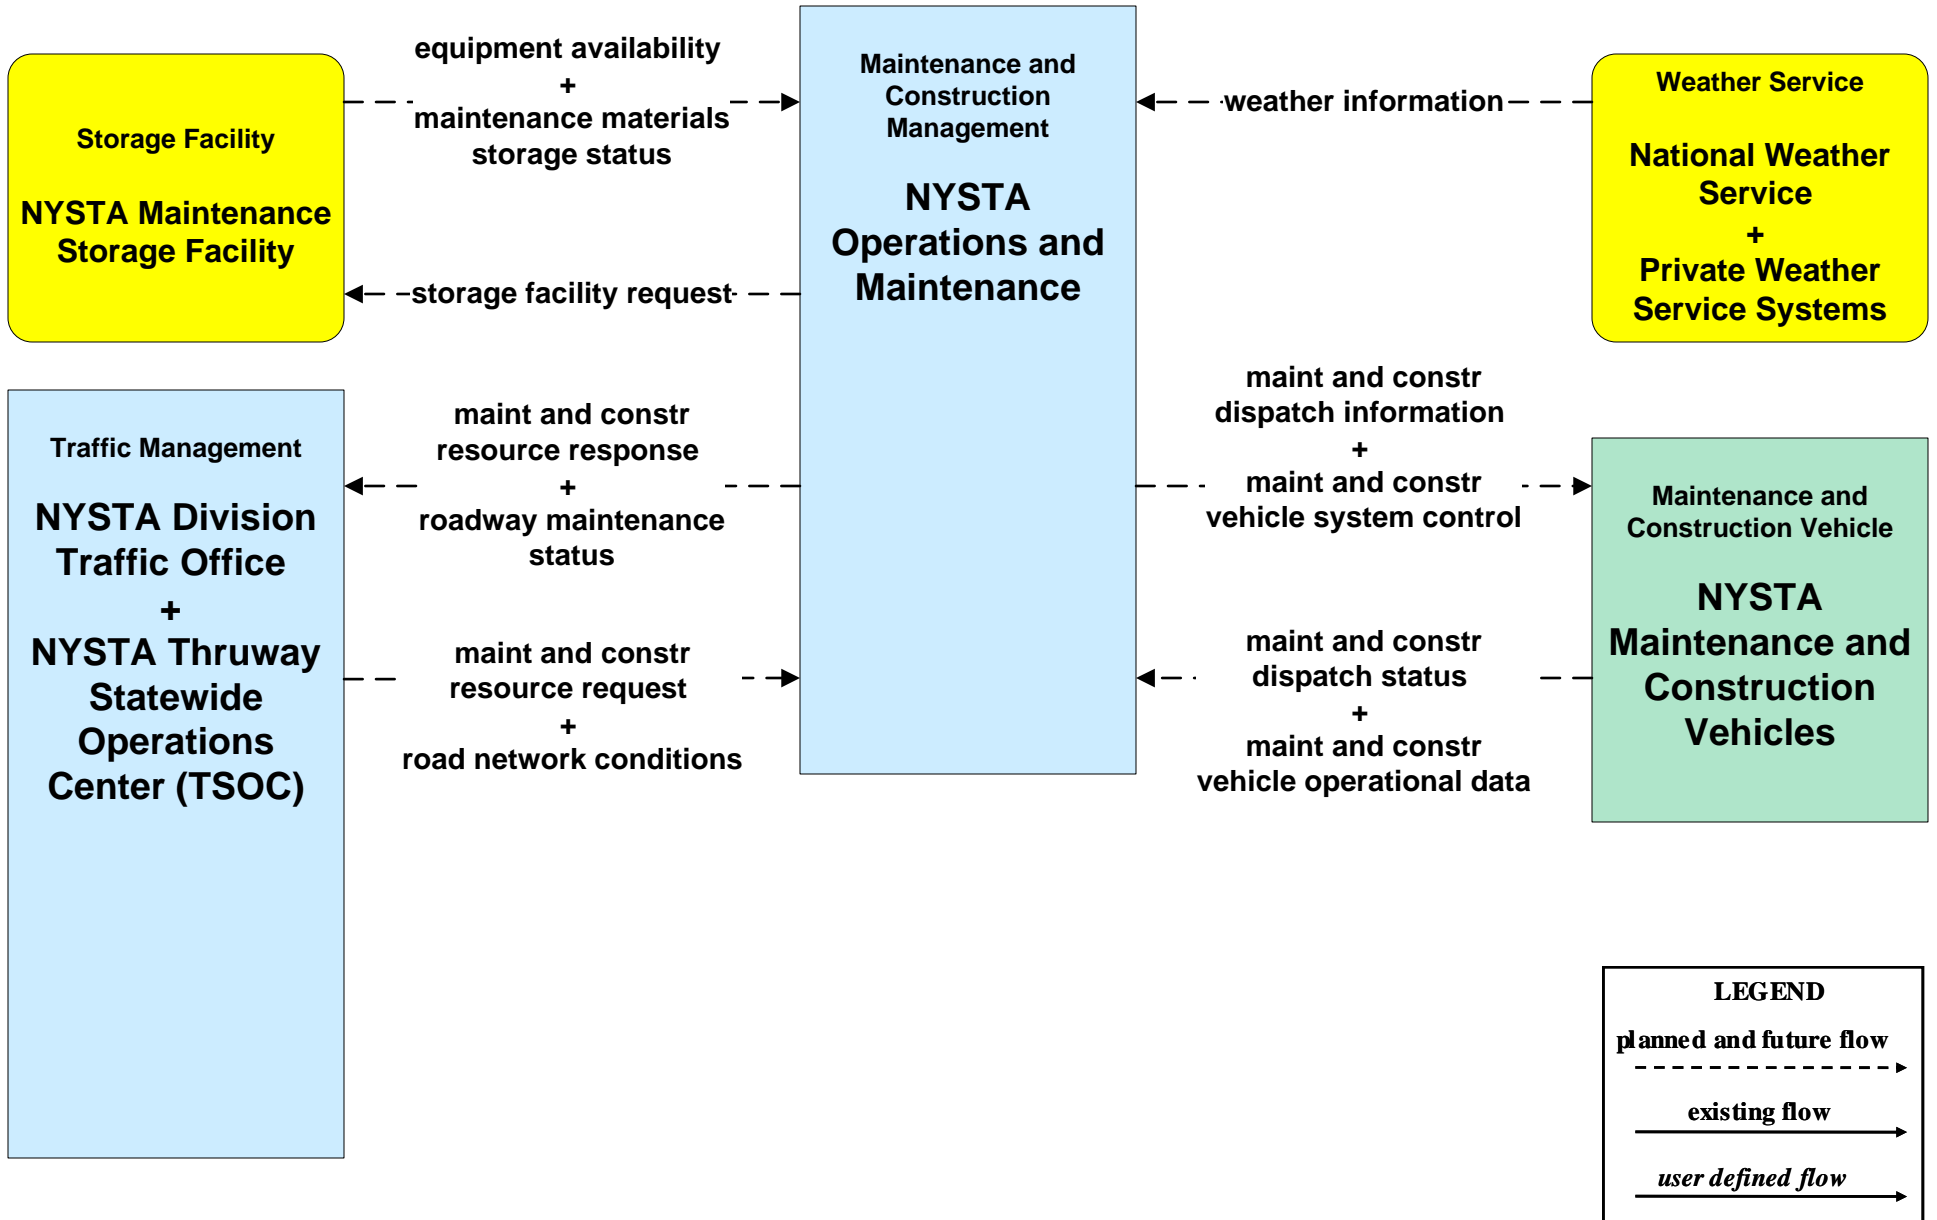 Storage Facility
NYSTA Maintenance
Storage Facility
equipment availability
+
maintenance materials
storage status
storage facility request
Maintenance and
Construction
Management
NYSTA
Operations and
Maintenance
weather information
Weather Service
National Weather
Service
+
Private Weather
Service Systems
Traffic Management
NYSTA Division
Traffic Office
+
NYSTA Thruway
Statewide
Operations
Center (TSOC)
maint and constr
resource response
+
roadway maintenance
status
maint and constr
resource request
+
road network conditions
maint and constr
dispatch information
+
maint and constr
vehicle system control
maint and constr
dispatch status
+
maint and constr
vehicle operational data
Maintenance and
Construction Vehicle
NYSTA
Maintenance and
Construction
Vehicles
LEGEND
planned and future flow
existing flow
user defined flow